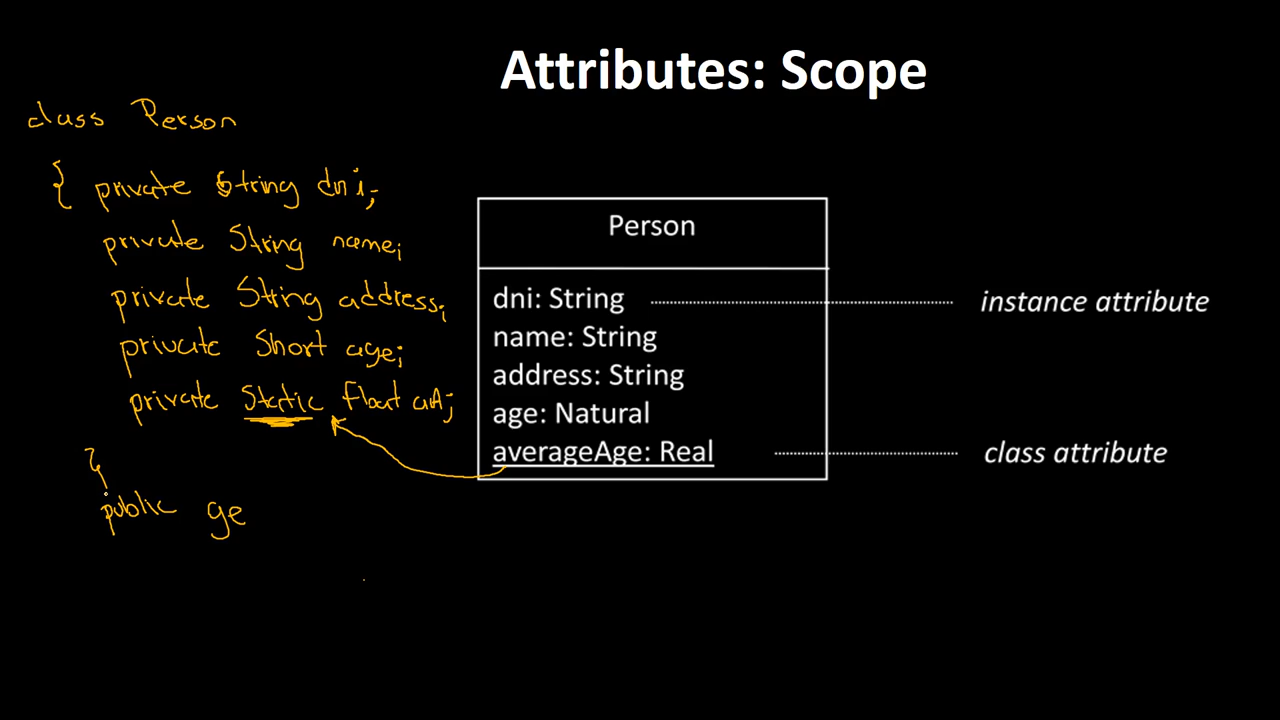 Attributes: Scope
class Person
{ private String dni;
private String name;
private String address;
private Short age;
private Static Float avA;
}
public ge
Person
dni: String
name: String
address: String
age: Natural
averageAge: Real
instance attribute
class attribute